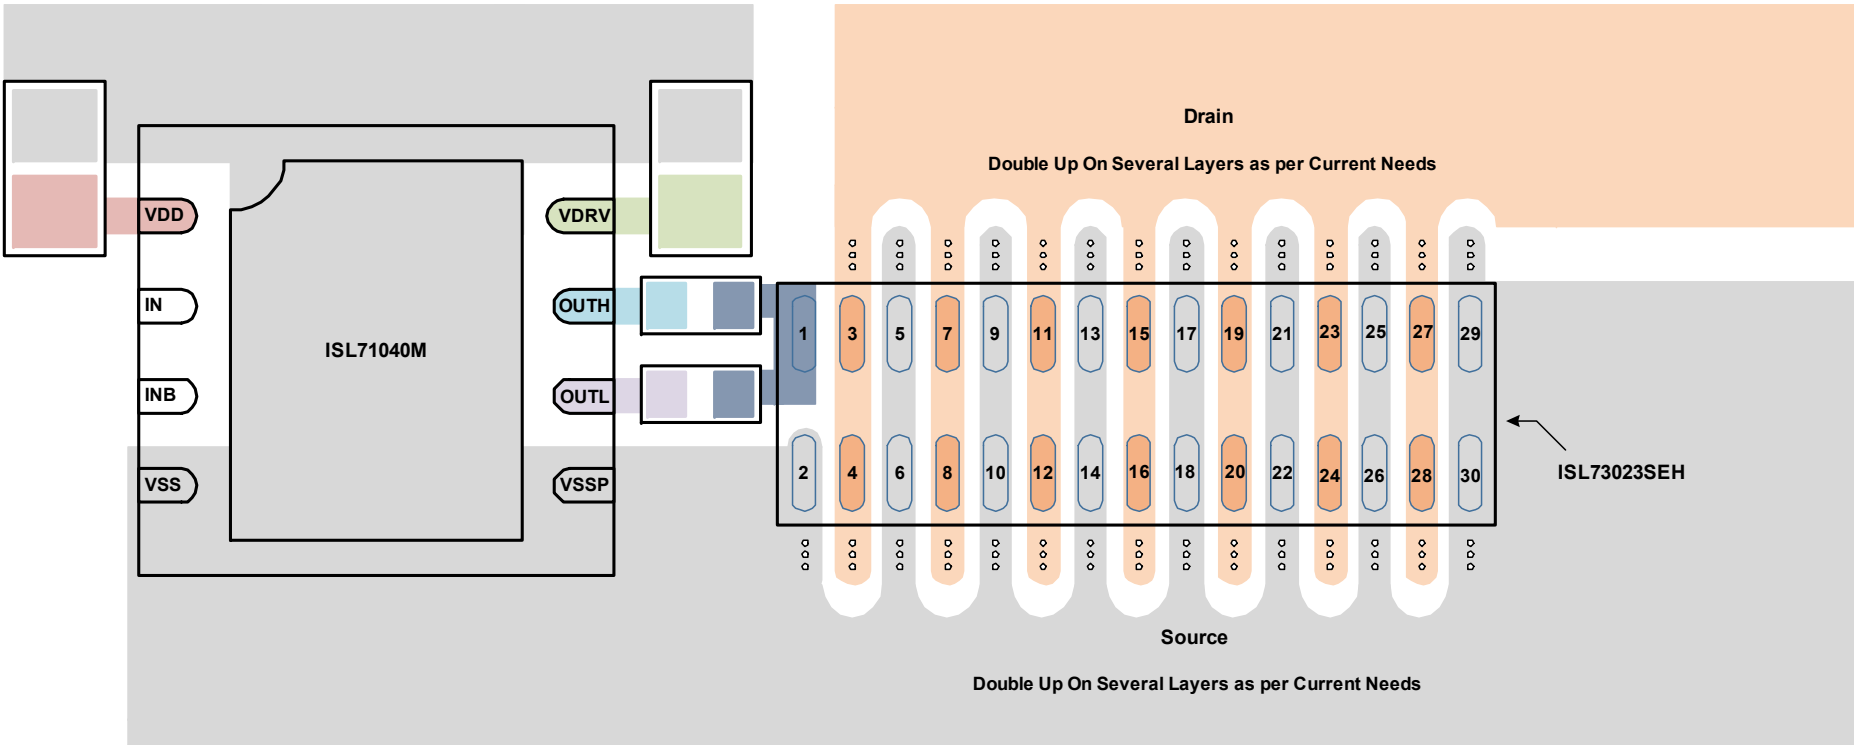 Drain
Double Up On Several Layers as per Current Needs
VDD
VDRV
IN
OUTH
ISL71040M
INB
OUTL
VSS
VSSP
1 3 5 7 9 11 13 15 17 19 21 23 25 27 29
2 4 6 8 10 12 14 16 18 20 22 24 26 28 30
ISL73023SEH
Source
Double Up On Several Layers as per Current Needs